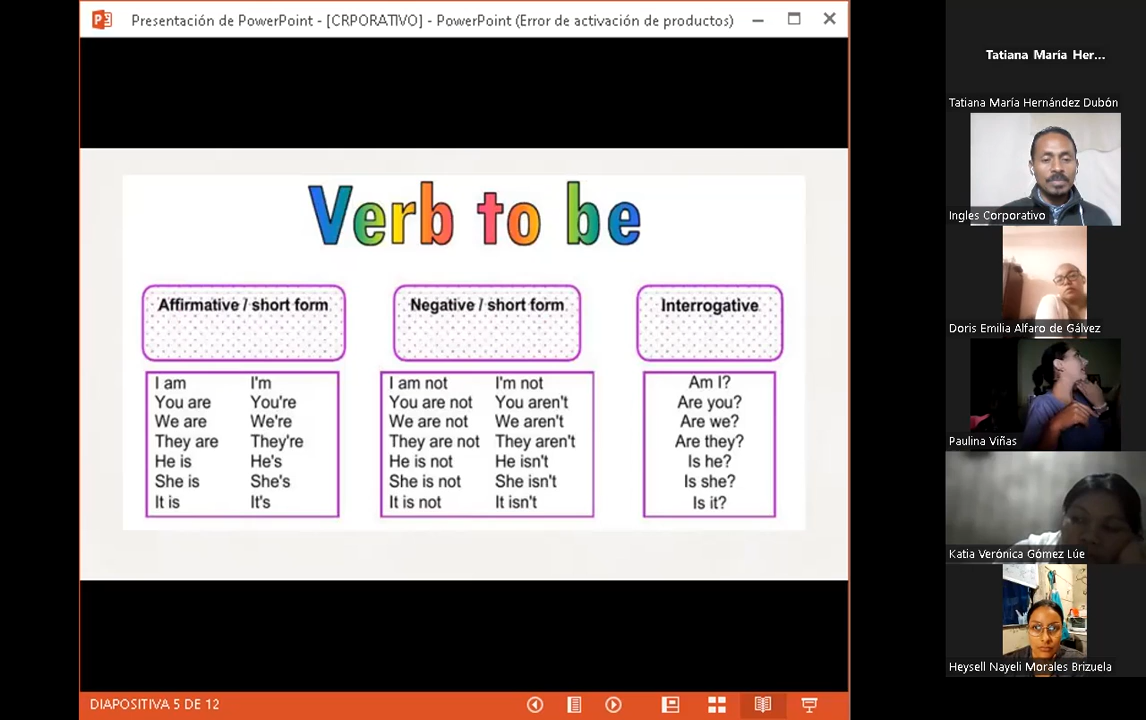 Presentación de PowerPoint - [CRPORATIVO] - PowerPoint (Error de activación de productos)
Verb to be
Affirmative / short form
Negative / short form
Interrogative
I am I'm
You are You're
We are We're
They are They're
He is He's
She is She's
It is It's
I am not I'm not
You are not You aren't
We are not We aren't
They are not They aren't
He is not He isn't
She is not She isn't
It is not It isn't
Am I?
Are you?
Are we?
Are they?
Is he?
Is she?
Is it?
DIAPOSITIVA 5 DE 12
Tatiana María Her...
Tatiana María Hernández Dubón
Ingles Corporativo
Doris Emilia Alfaro de Gálvez
Paulina Viñas
Katia Verónica Gómez Lúe
Heysell Nayeli Morales Brizuela